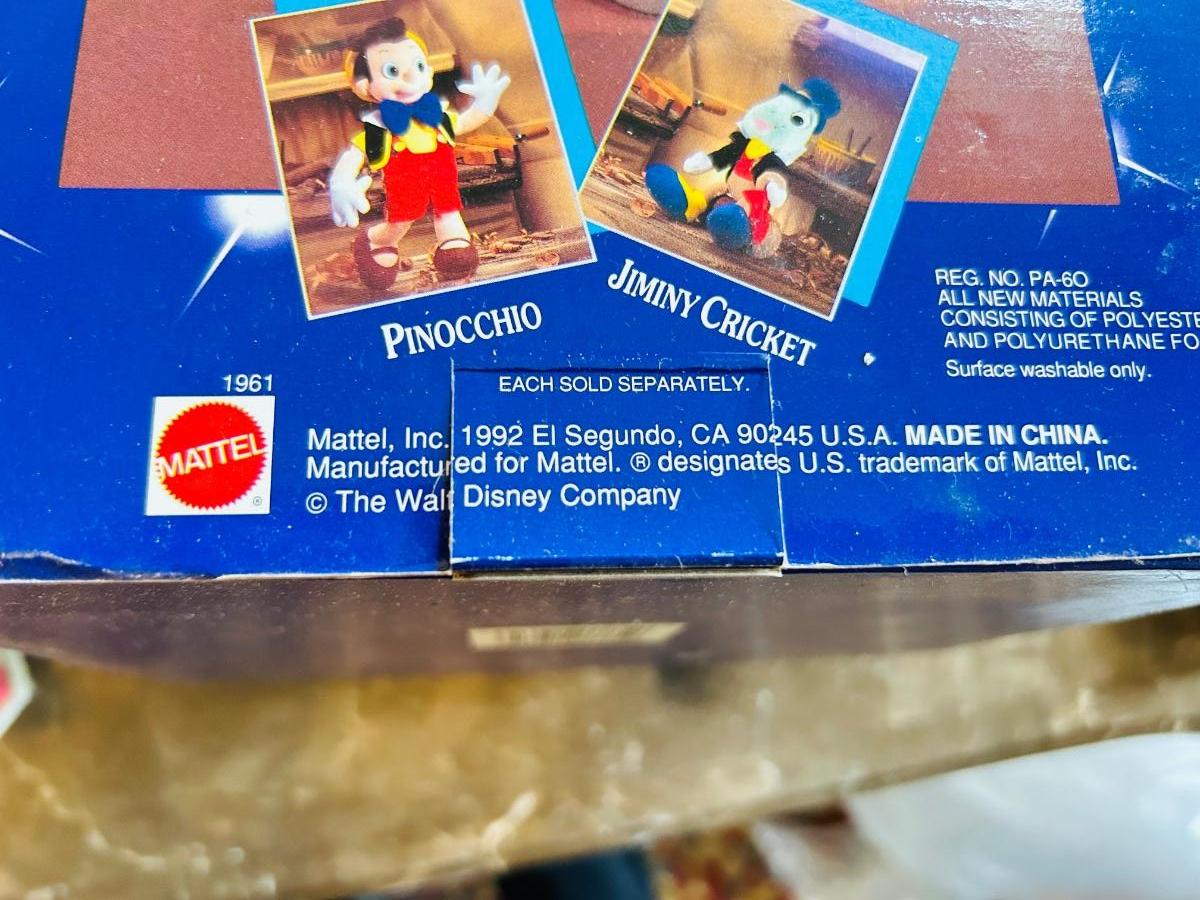 PINOCCHIO
JIMINY CRICKET
REG. NO. PA-60
ALL NEW MATERIALS
CONSISTING OF POLYESTE
AND POLYURETHANE FO
Surface washable only.
1961
MATTEL
®
EACH SOLD SEPARATELY.
Mattel, Inc. 1992 El Segundo, CA 90245 U.S.A. MADE IN CHINA.
Manufactured for Mattel. ® designates U.S. trademark of Mattel, Inc.
© The Walt Disney Company